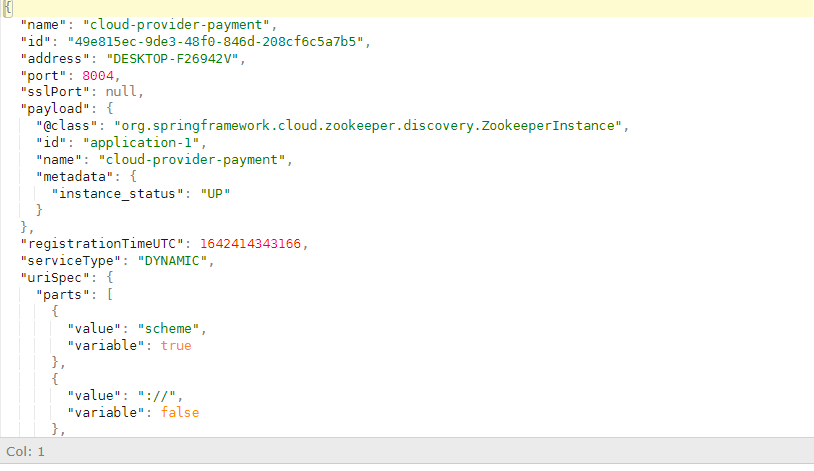 {
"name": "cloud-provider-payment",
"id": "49e815ec-9de3-48f0-846d-208cf6c5a7b5",
"address": "DESKTOP-F26942V",
"port": 8004,
"sslPort": null,
"payload": {
"@class": "org.springframework.cloud.zookeeper.discovery.ZookeeperInstance",
"id": "application-1",
"name": "cloud-provider-payment",
"metadata": {
"instance_status": "UP"
}
},
"registrationTimeUTC": 1642414343166,
"serviceType": "DYNAMIC",
"uriSpec": {
"parts": [
{
"value": "scheme",
"variable": true
},
{
"value": "://",
"variable": false
},
Col: 1